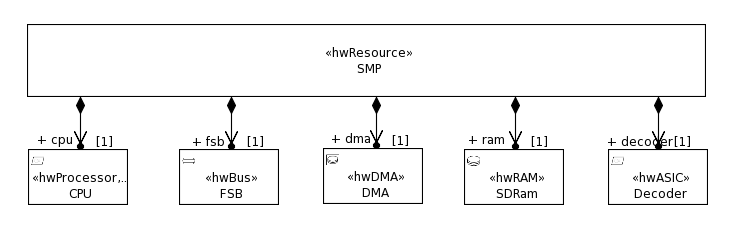 «hwResource»
SMP
+ cpu [1]
+ fsb [1]
+ dma [1]
+ ram [1]
+ decoder[1]
«hwProcessor,..
CPU
«hwBus»
FSB
«hwDMA»
DMA
«hwRAM»
SDRam
«hwASIC»
Decoder